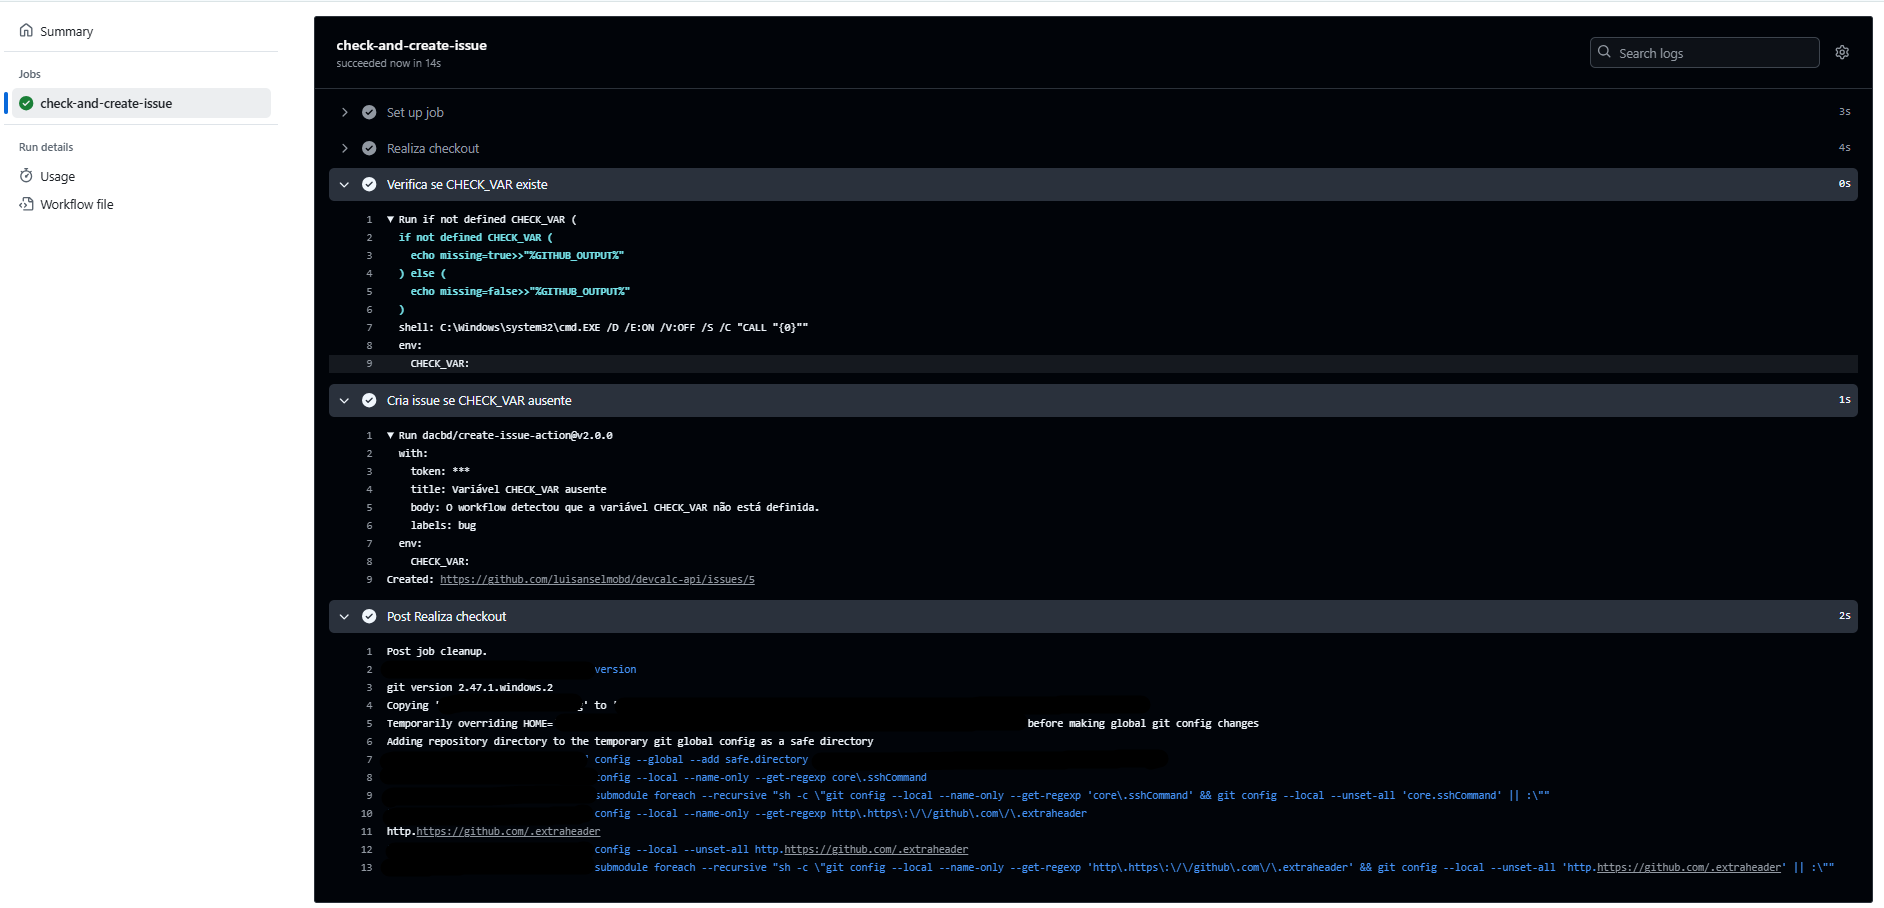 Summary
Jobs
check-and-create-issue
Run details
Usage
Workflow file
check-and-create-issue
succeeded now in 14s
Search logs
Set up job 3s
Realiza checkout 4s
Verifica se CHECK_VAR existe 0s
1 ▼ Run if not defined CHECK_VAR (
2 if not defined CHECK_VAR (
3 echo missing=true>>"%GITHUB_OUTPUT%"
4 ) else (
5 echo missing=false>>"%GITHUB_OUTPUT%"
6 )
7 shell: C:\Windows\system32\cmd.EXE /D /E:ON /V:OFF /S /C "CALL "{0}""
8 env:
9 CHECK_VAR:
Cria issue se CHECK_VAR ausente 1s
1 ▼ Run dacbd/create-issue-action@v2.0.0
2 with:
3 token: ***
4 title: Variável CHECK_VAR ausente
5 body: O workflow detectou que a variável CHECK_VAR não está definida.
6 labels: bug
7 env:
8 CHECK_VAR:
9 Created: https://github.com/luisanselmobd/devcalc-api/issues/5
Post Realiza checkout 2s
1 Post job cleanup.
2 version
3 git version 2.47.1.windows.2
4 Copying ' ' to '
5 Temporarily overriding HOME= before making global git config changes
6 Adding repository directory to the temporary git global config as a safe directory
7 config --global --add safe.directory
8 config --local --name-only --get-regexp core\.sshCommand
9 submodule foreach --recursive "sh -c \"git config --local --name-only --get-regexp 'core\.sshCommand' && git config --local --unset-all 'core.sshCommand' || :\""
10 config --local --name-only --get-regexp http\.https\:\/\/github\.com\/\.extraheader
11 http.https://github.com/.extraheader
12 config --local --unset-all http.https://github.com/.extraheader
13 submodule foreach --recursive "sh -c \"git config --local --name-only --get-regexp 'http\.https\:\/\/github\.com\/\.extraheader' && git config --local --unset-all 'http.https://github.com/.extraheader' || :\""